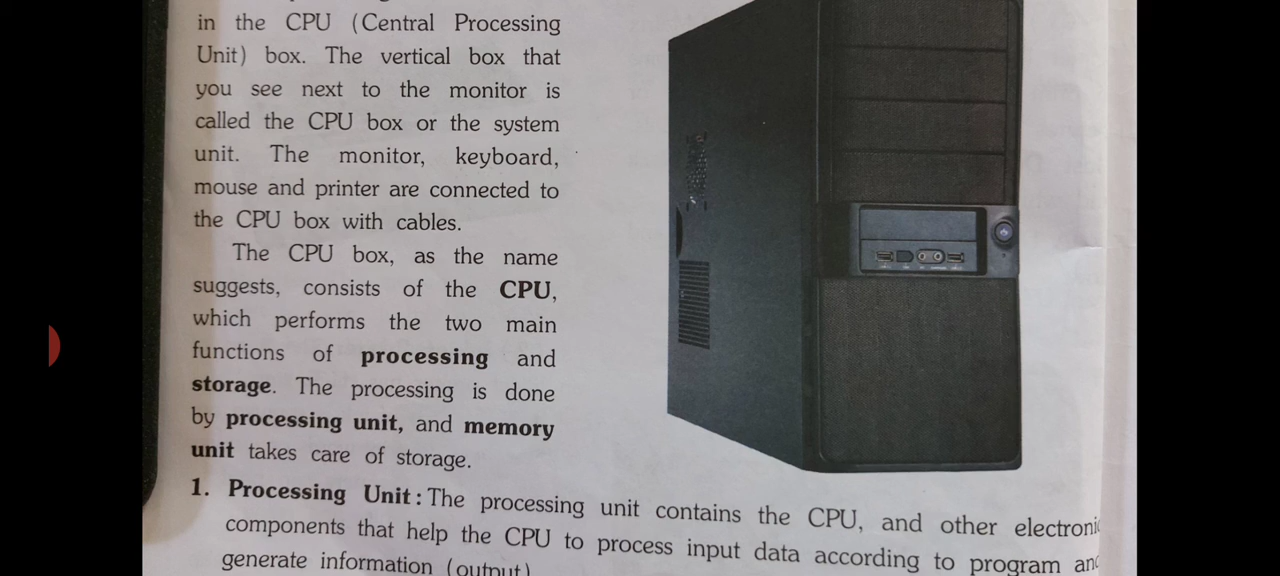 in the CPU (Central Processing
Unit) box. The vertical box that
you see next to the monitor is
called the CPU box or the system
unit. The monitor, keyboard,
mouse and printer are connected to
the CPU box with cables.
The CPU box, as the name
suggests, consists of the CPU,
which performs the two main
functions of processing and
storage. The processing is done
by processing unit, and memory
unit takes care of storage.
1. Processing Unit : The processing unit contains the CPU, and other electronic
components that help the CPU to process input data according to program and
generate information (output)